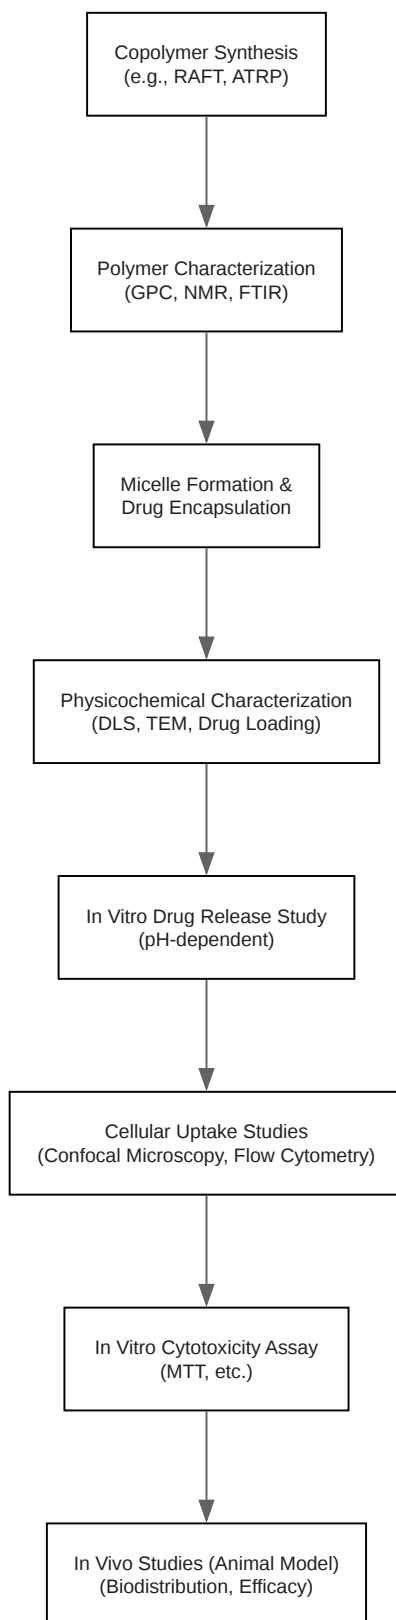 Copolymer Synthesis
(e.g., RAFT, ATRP)
Polymer Characterization
(GPC, NMR, FTIR)
Micelle Formation &
Drug Encapsulation
Physicochemical Characterization
(DLS, TEM, Drug Loading)
In Vitro Drug Release Study
(pH-dependent)
Cellular Uptake Studies
(Confocal Microscopy, Flow Cytometry)
In Vitro Cytotoxicity Assay
(MTT, etc.)
In Vivo Studies (Animal Model)
(Biodistribution, Efficacy)